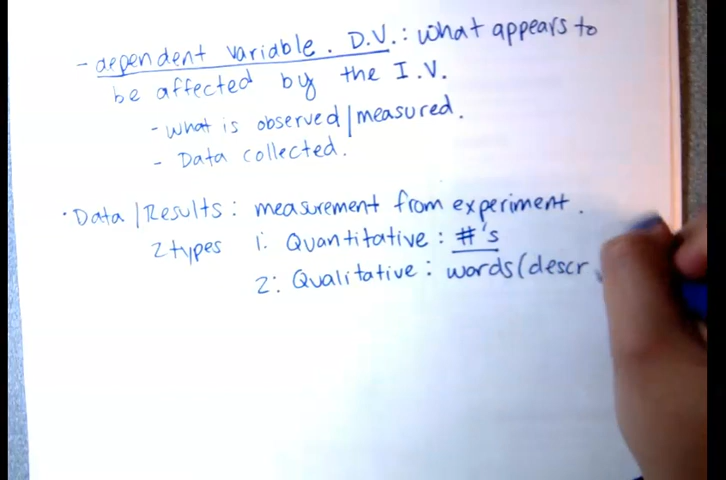 - dependent variable. D.V.: what appears to
be affected by the I.V.
- what is observed/measured.
- Data collected.
· Data/Results: measurement from experiment.
2 types 1: Quantitative: #'s
2: Qualitative: words (descr